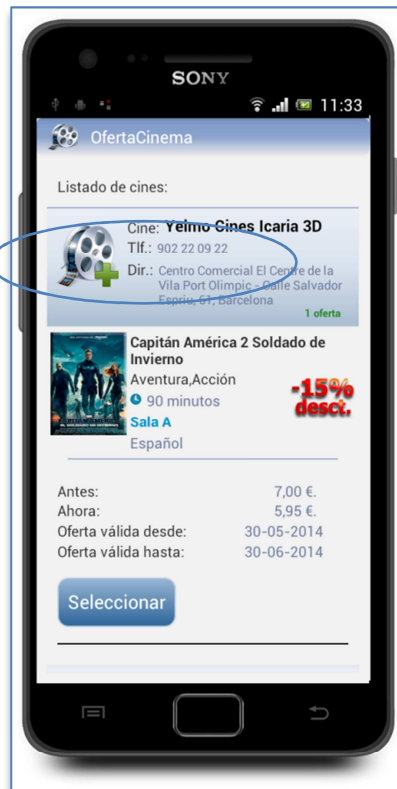 SONY
11:33
OfertaCinema
Listado de cines:
Cine: Yelmo Cines Icaria 3D
Tlf.: 902 22 09 22
Dir.: Centro Comercial El Centre de la
Vila Port Olimpic - Calle Salvador
Espriu, 61, Barcelona
1 oferta
Capitán América 2 Soldado de
Invierno
Aventura,Acción
-15%
desct.
90 minutos
Sala A
Español
Antes: 7,00 €.
Ahora: 5,95 €.
Oferta válida desde: 30-05-2014
Oferta válida hasta: 30-06-2014
Seleccionar